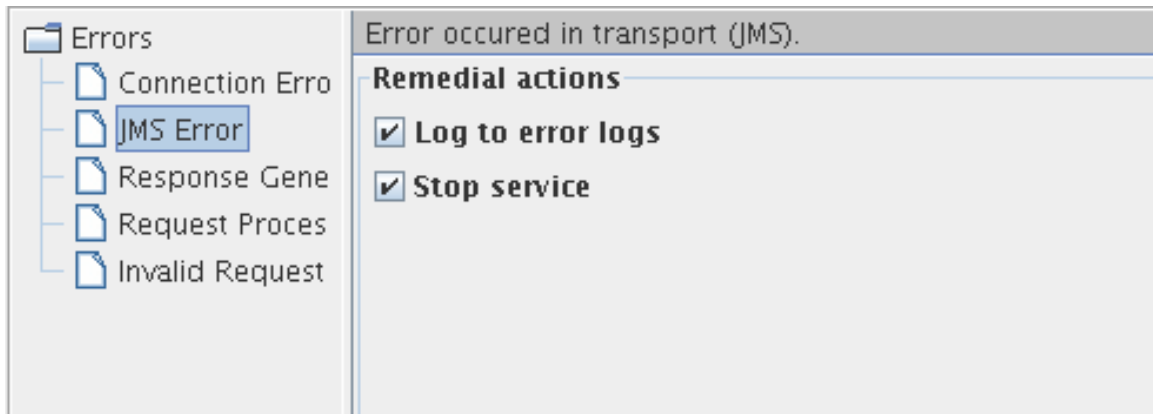 Errors
Connection Erro
JMS Error
Response Gene
Request Proces
Invalid Request
Error occured in transport (JMS).
Remedial actions
Log to error logs
Stop service